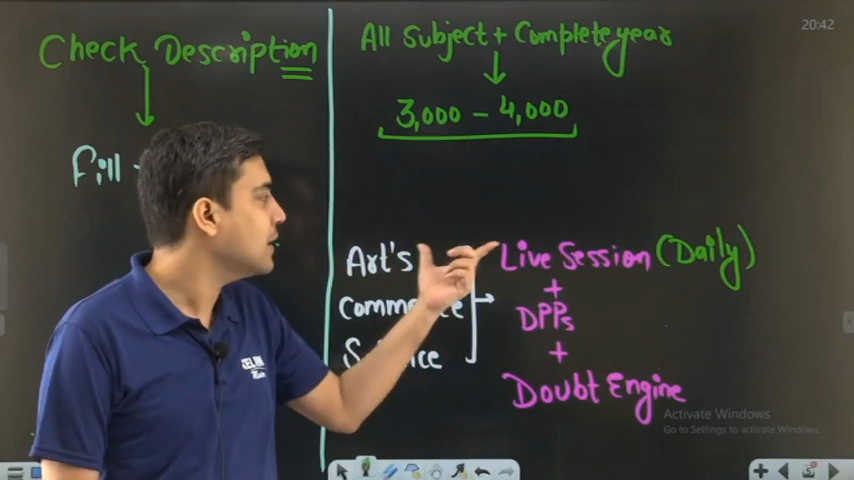 20:42
Check Description
Fill
All Subject + Complete year
3,000 - 4,000
Art's
Commerce
Live Session (Daily)
+
DPPs
+
Doubt Engine
Activate Windows
Go to Settings to activate Windows.